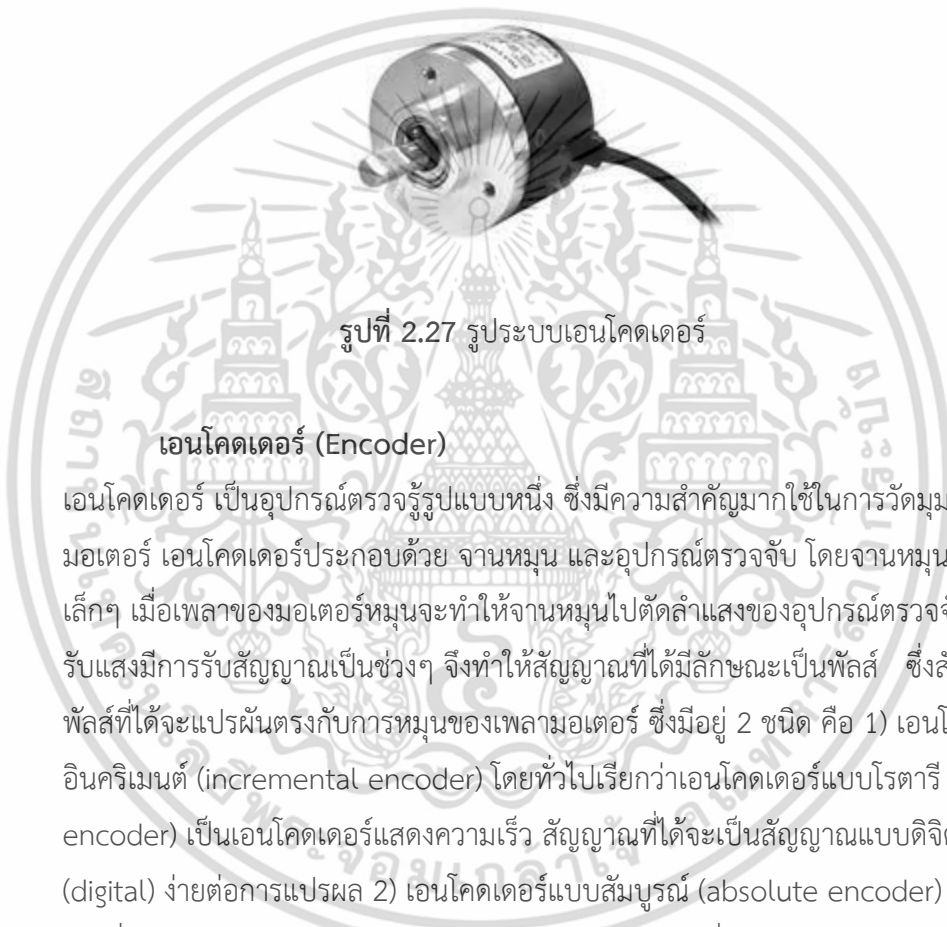 รูปที่ 2.27 รูประบบเอนโคดเดอร์
เอนโคดเดอร์ (Encoder)
เอนโคดเดอร์ เป็นอุปกรณ์ตรวจรู้รูปแบบหนึ่ง ซึ่งมีความสำคัญมากใช้ในการวัดมุม
มอเตอร์ เอนโคดเดอร์ประกอบด้วย จานหมุน และอุปกรณ์ตรวจจับ โดยจานหมุน
เล็กๆ เมื่อเพลาของมอเตอร์หมุนจะทำให้จานหมุนไปตัดลำแสงของอุปกรณ์ตรวจจั
รับแสงมีการรับสัญญาณเป็นช่วงๆ จึงทำให้สัญญาณที่ได้มีลักษณะเป็นพัลส์ ซึ่งสั
พัลส์ที่ได้จะแปรผันตรงกับการหมุนของเพลามอเตอร์ ซึ่งมีอยู่ 2 ชนิด คือ 1) เอนโ
อินคริเมนต์ (incremental encoder) โดยทั่วไปเรียกว่าเอนโคดเดอร์แบบโรตารี
encoder) เป็นเอนโคดเดอร์แสดงความเร็ว สัญญาณที่ได้จะเป็นสัญญาณแบบดิจิต
(digital) ง่ายต่อการแปรผล 2) เอนโคดเดอร์แบบสัมบูรณ์ (absolute encoder)